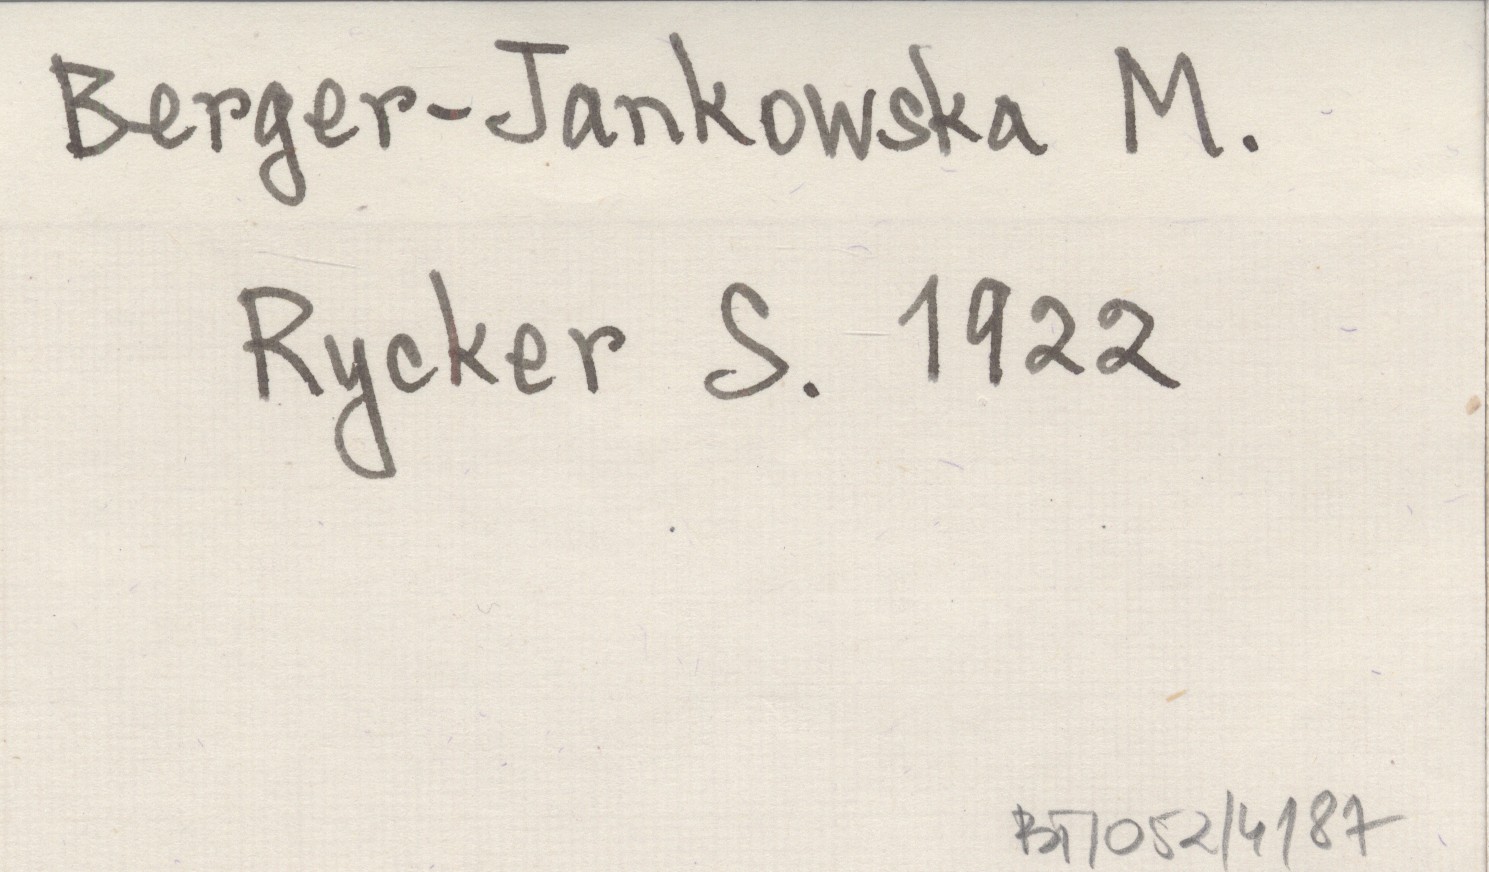 Berger-Jankowska M.
Rycker S. 1922
BT/052/4187